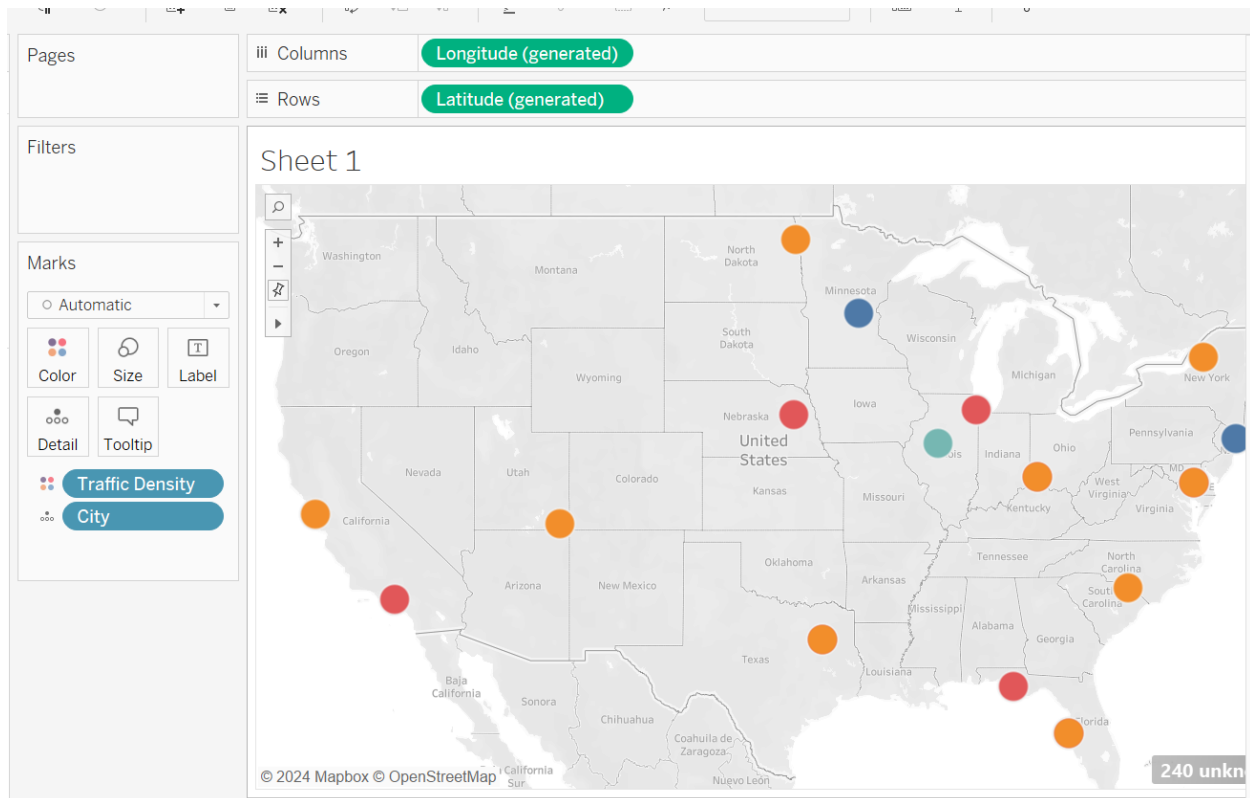 Pages
iii Columns
Longitude (generated)
Rows
Latitude (generated)
Filters
Sheet 1
Marks
Automatic
Color
Size
T
Label
Detail
Tooltip
Traffic Density
City
+
−
Washington
Montana
North
Dakota
Minnesota
Oregon
Idaho
South
Dakota
Wisconsin
Wyoming
Michigan
New York
Nebraska
Iowa
United
States
Pennsylvania
Nevada
Utah
Colorado
Kansas
Missouri
ois
Indiana
Ohio
MD
West
Virginia
Virginia
Kentucky
California
Oklahoma
Tennessee
North
Carolina
Arizona
New Mexico
Arkansas
Mississippi
Alabama
Georgia
Sout
Carolina
Texas
Louisiana
Baja
California
Sonora
Chihuahua
Florida
Coahuila de
Zaragoza
Nuevo León
California
Sur
© 2024 Mapbox © OpenStreetMap
240 unkn